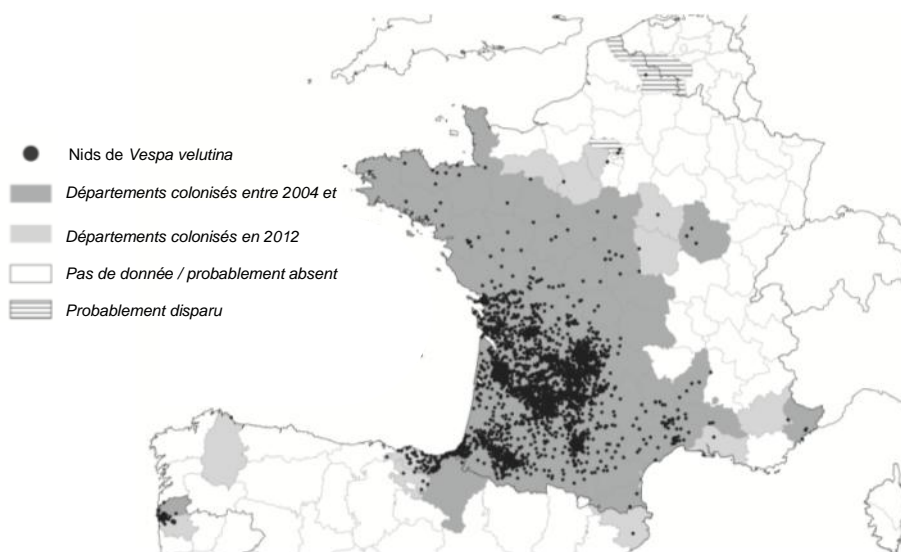 Nids de Vespa velutina
Départements colonisés entre 2004 et
Départements colonisés en 2012
Pas de donnée / probablement absent
Probablement disparu